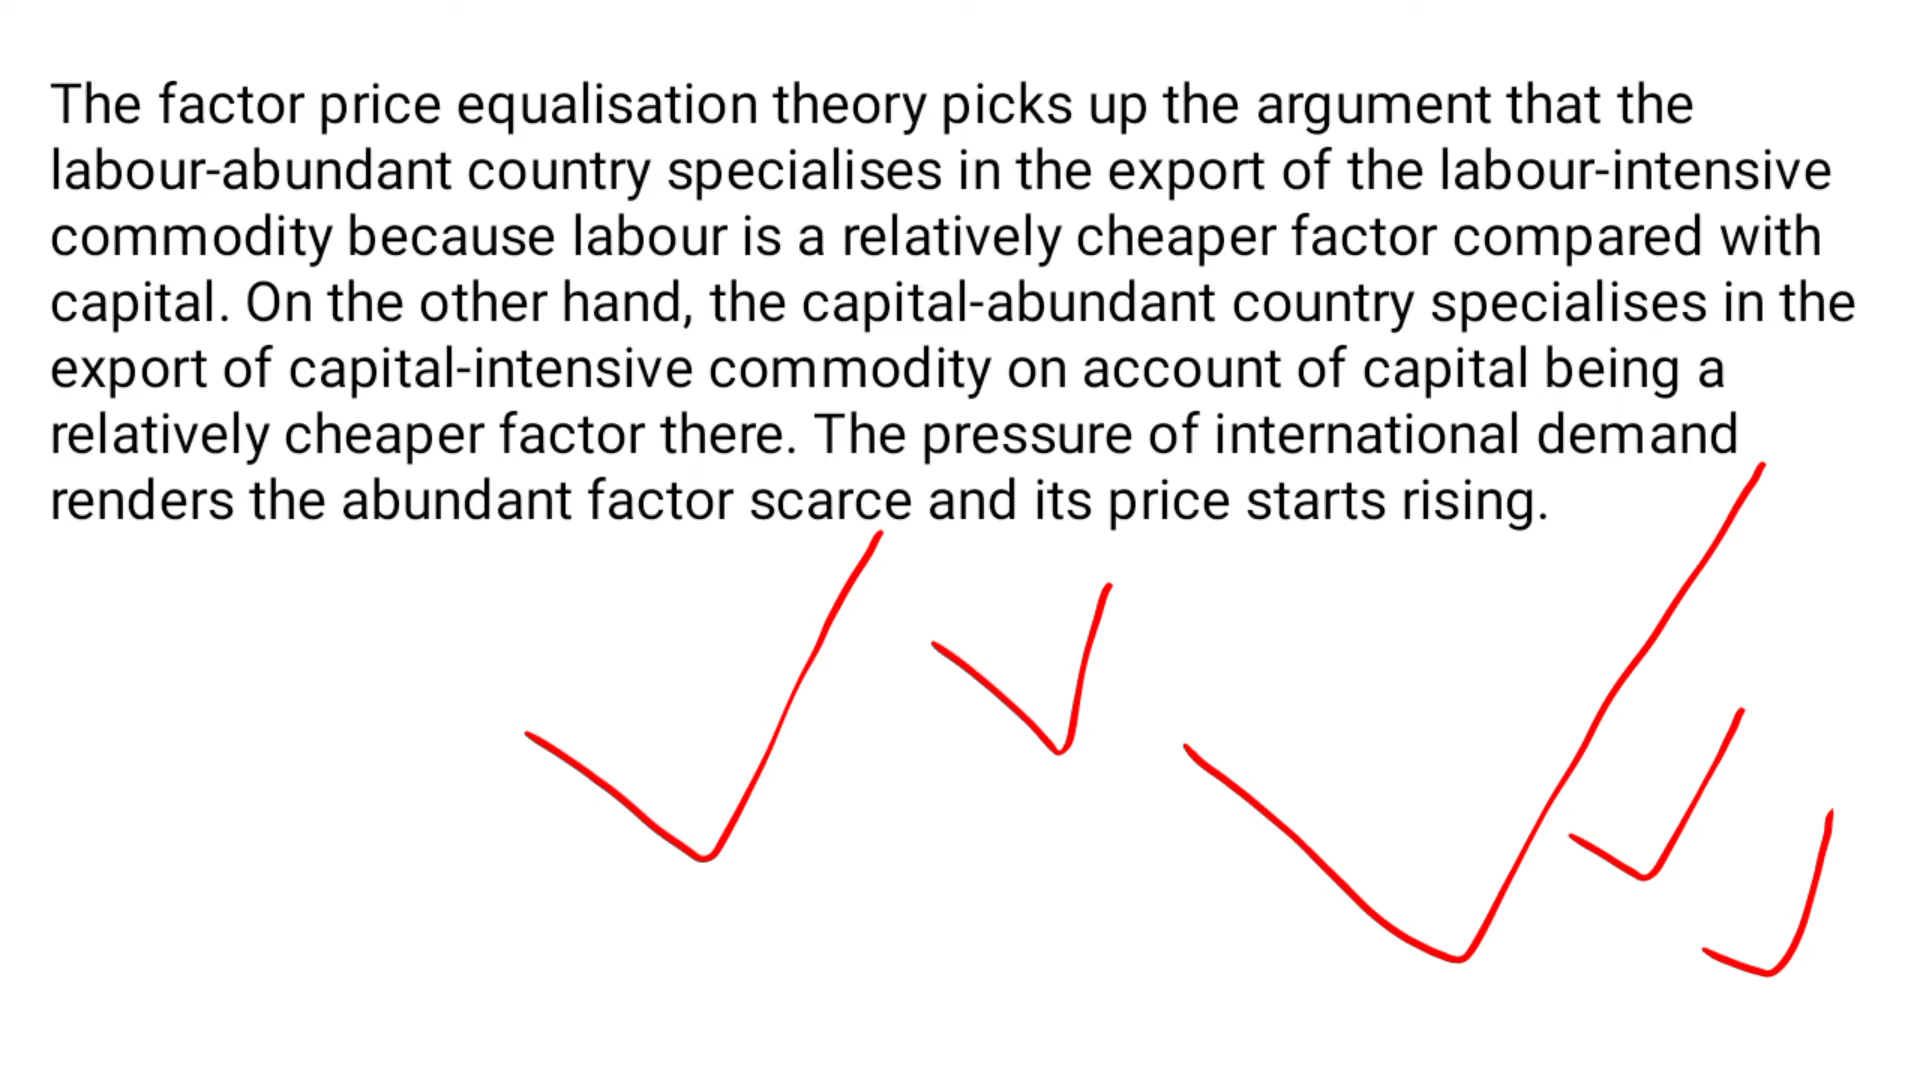 The factor price equalisation theory picks up the argument that the
labour-abundant country specialises in the export of the labour-intensive
commodity because labour is a relatively cheaper factor compared with
capital. On the other hand, the capital-abundant country specialises in the
export of capital-intensive commodity on account of capital being a
relatively cheaper factor there. The pressure of international demand
renders the abundant factor scarce and its price starts rising.